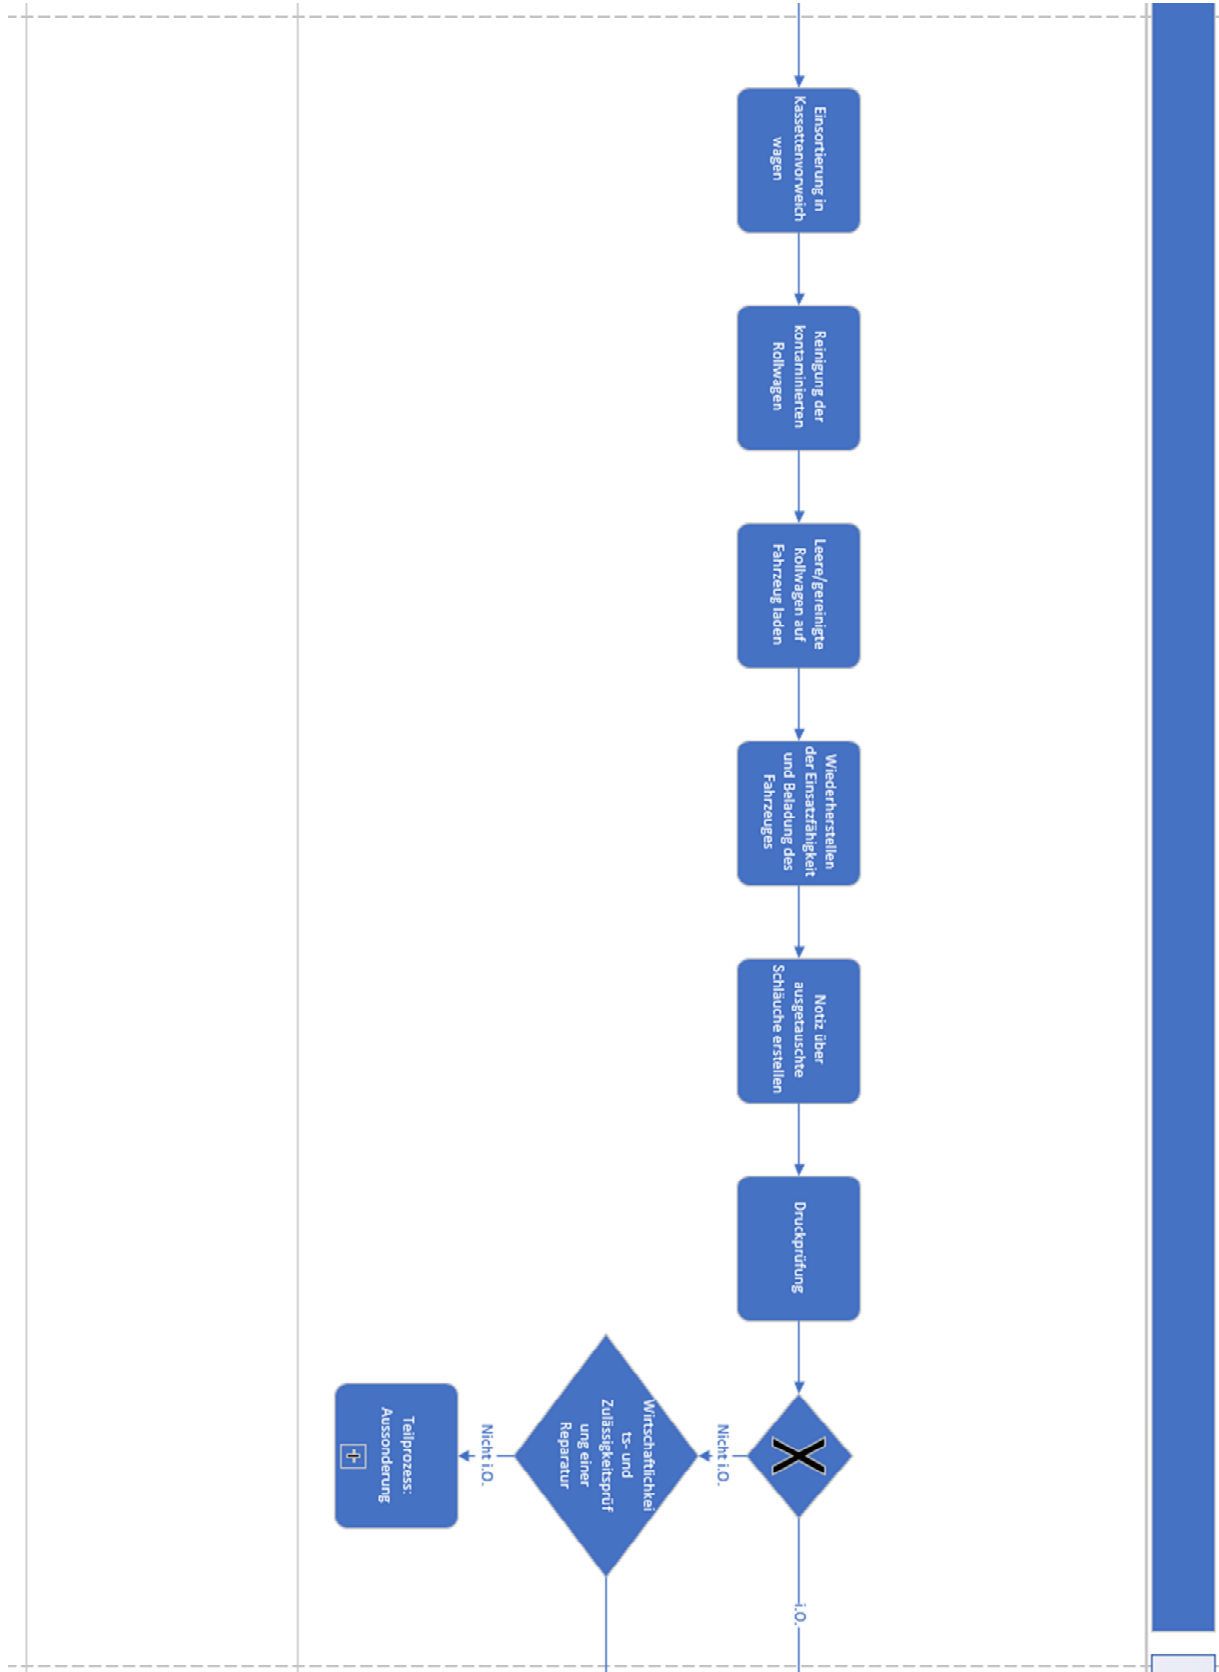 Einsortierung in
Kassettenvorweich
wagen
Reinigung der
kontaminierten
Rollwagen
Leere/gereinigte
Rollwagen auf
Fahrzeug laden
Wiederherstellen
der Einsatzfähigkeit
und Beladung des
Fahrzeuges
Notiz über
ausgetauschte
Schläuche erstellen
Druckprüfung
i.O.
Nicht i.O.
Wirtschaftlichkei
ts- und
Zulässigkeitsprüf
ung einer
Reparatur
Nicht i.O.
Teilprozess:
Aussonderung